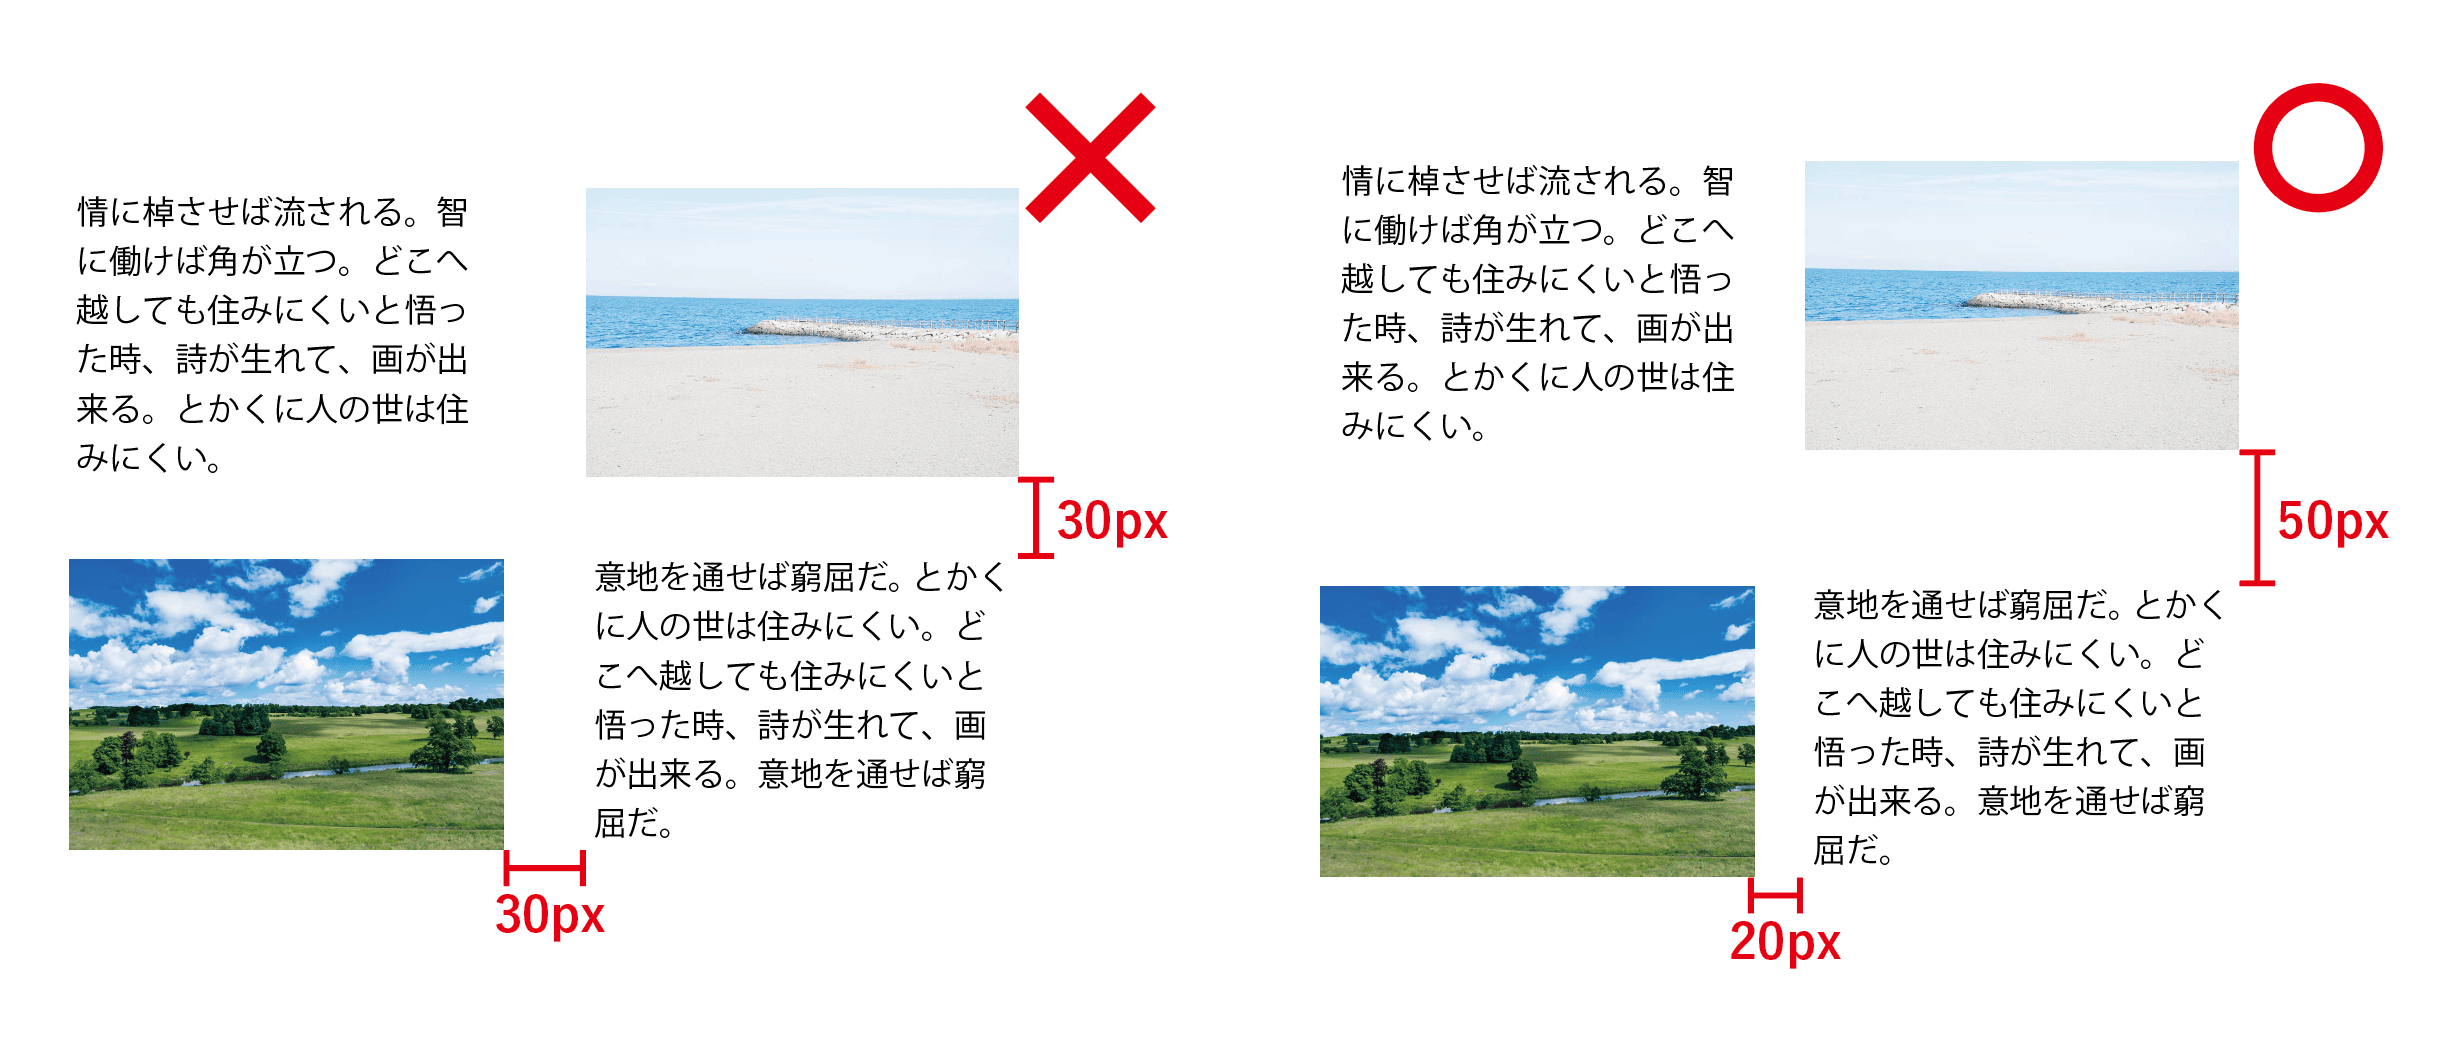 情に棹させば流される。智
に働けば角が立つ。どこへ
越しても住みにくいと悟っ
た時、詩が生れて、画が出
来る。とかくに人の世は住
みにくい。
30px
意地を通せば窮屈だ。とかく
に人の世は住みにくい。ど
こへ越しても住みにくいと
悟った時、詩が生れて、画
が出来る。意地を通せば窮
屈だ。
30px
情に棹させば流される。智
に働けば角が立つ。どこへ
越しても住みにくいと悟っ
た時、詩が生れて、画が出
来る。とかくに人の世は住
みにくい。
50px
意地を通せば窮屈だ。とかく
に人の世は住みにくい。ど
こへ越しても住みにくいと
悟った時、詩が生れて、画
が出来る。意地を通せば窮
屈だ。
20px